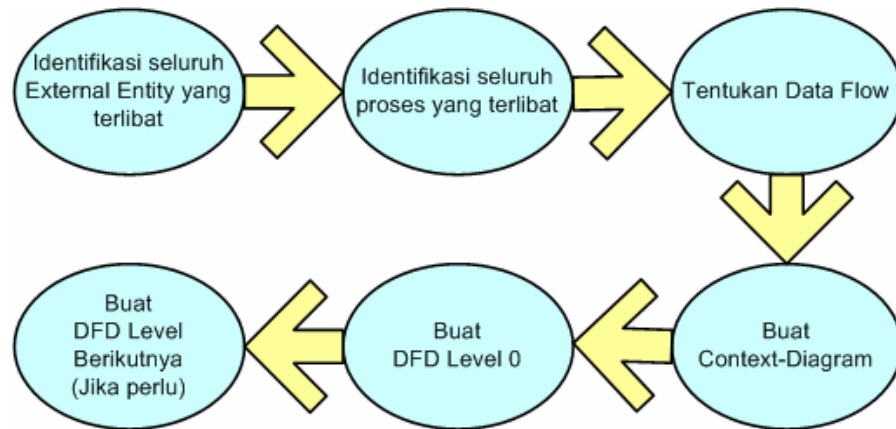 Identifikasi seluruh
External Entity yang
terlibat
Identifikasi seluruh
proses yang terlibat
Tentukan Data Flow
Buat
Context-Diagram
Buat
DFD Level 0
Buat
DFD Level
Berikutnya
(Jika perlu)